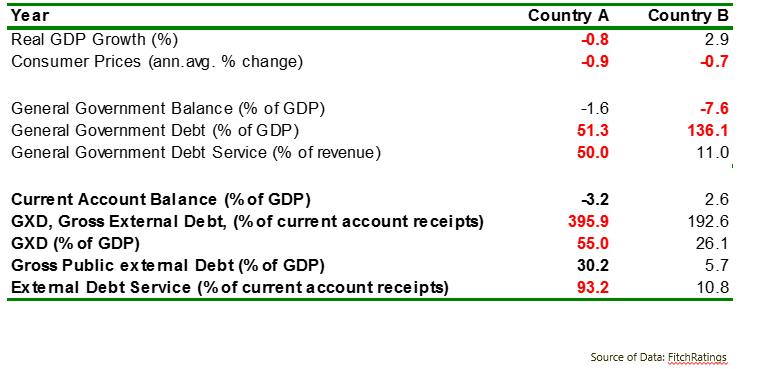 Year Country A Country B
Real GDP Growth (%) -0.8 2.9
Consumer Prices (ann.avg. % change) -0.9 -0.7
General Government Balance (% of GDP) -1.6 -7.6
General Government Debt (% of GDP) 51.3 136.1
General Government Debt Service (% of revenue) 50.0 11.0
Current Account Balance (% of GDP) -3.2 2.6
GXD, Gross External Debt, (% of current account receipts) 395.9 192.6
GXD (% of GDP) 55.0 26.1
Gross Public external Debt (% of GDP) 30.2 5.7
External Debt Service (% of current account receipts) 93.2 10.8
Source of Data: FitchRatings